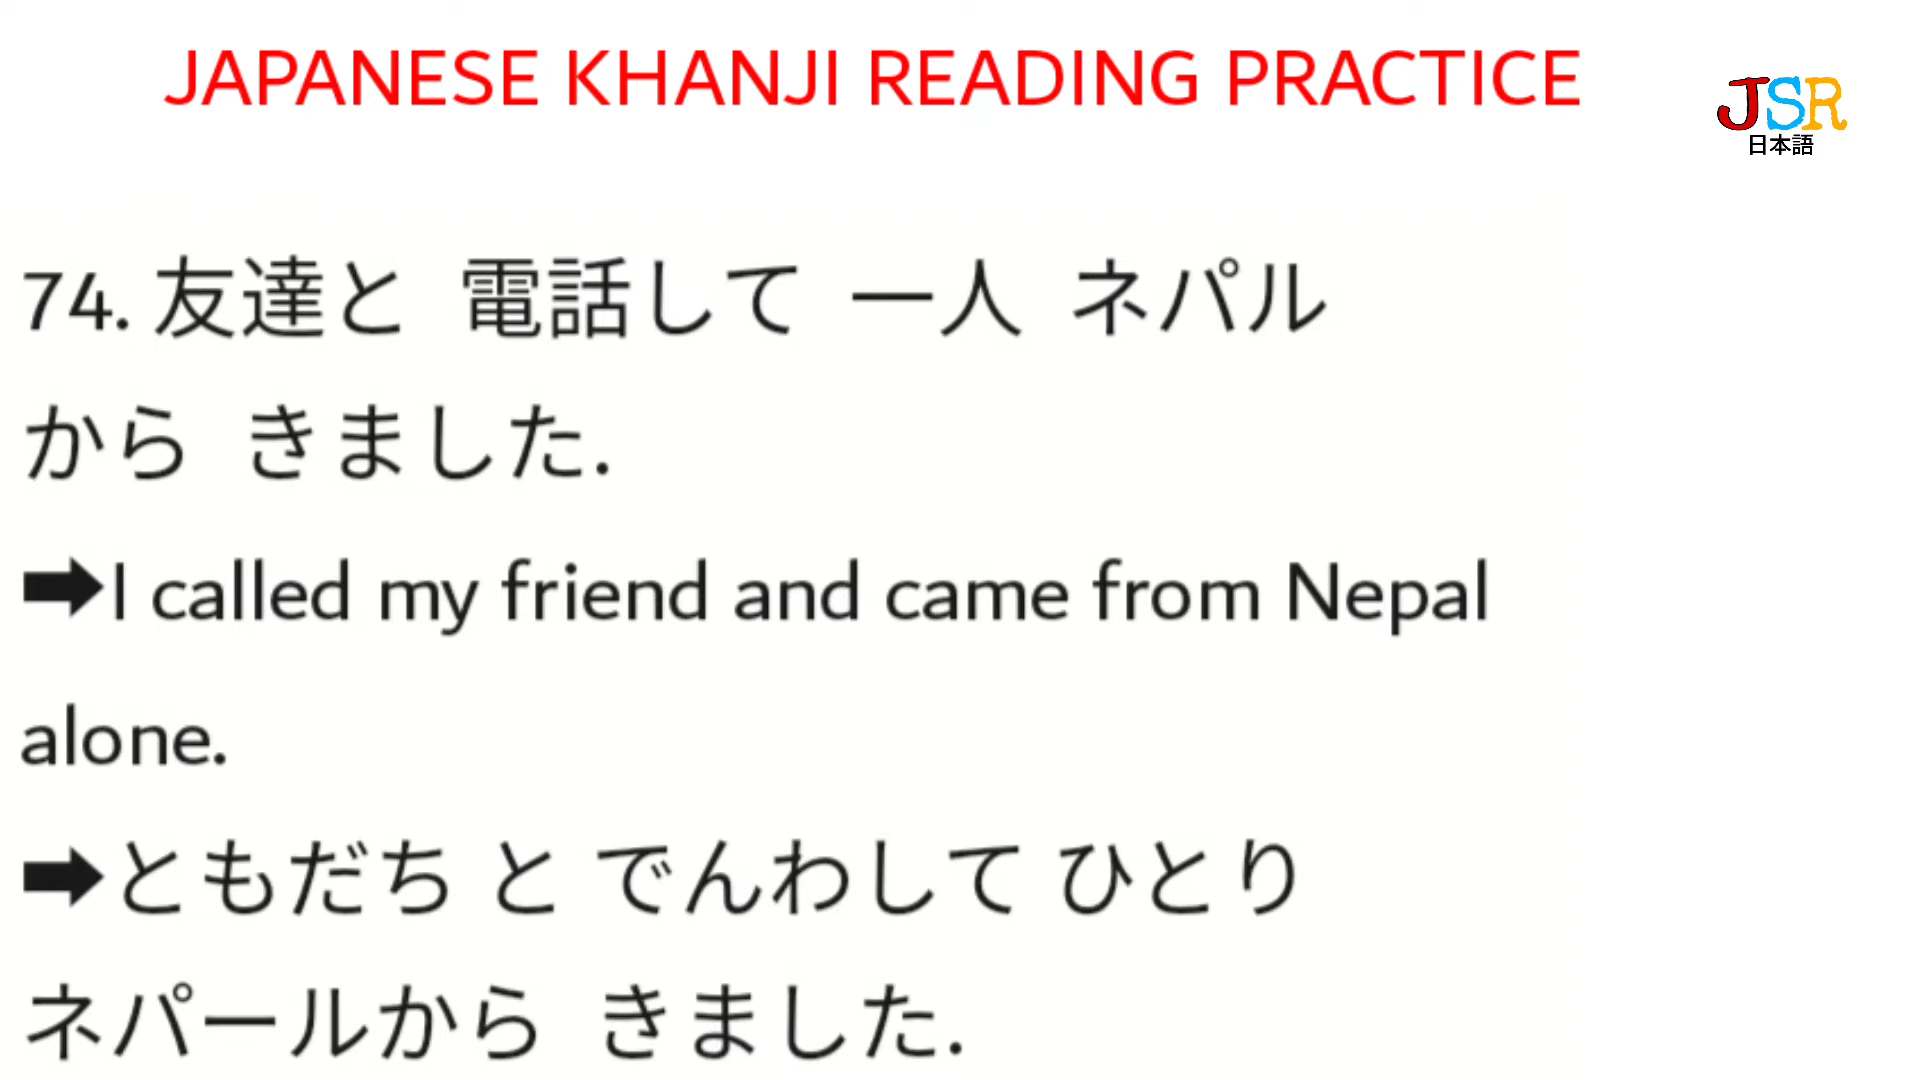 JAPANESE KHANJI READING PRACTICE
JSR
日本語
74. 友達と 電話して 一人 ネパル
から きました.
➡I called my friend and came from Nepal
alone.
➡ともだち と でんわして ひとり
ネパールから きました.